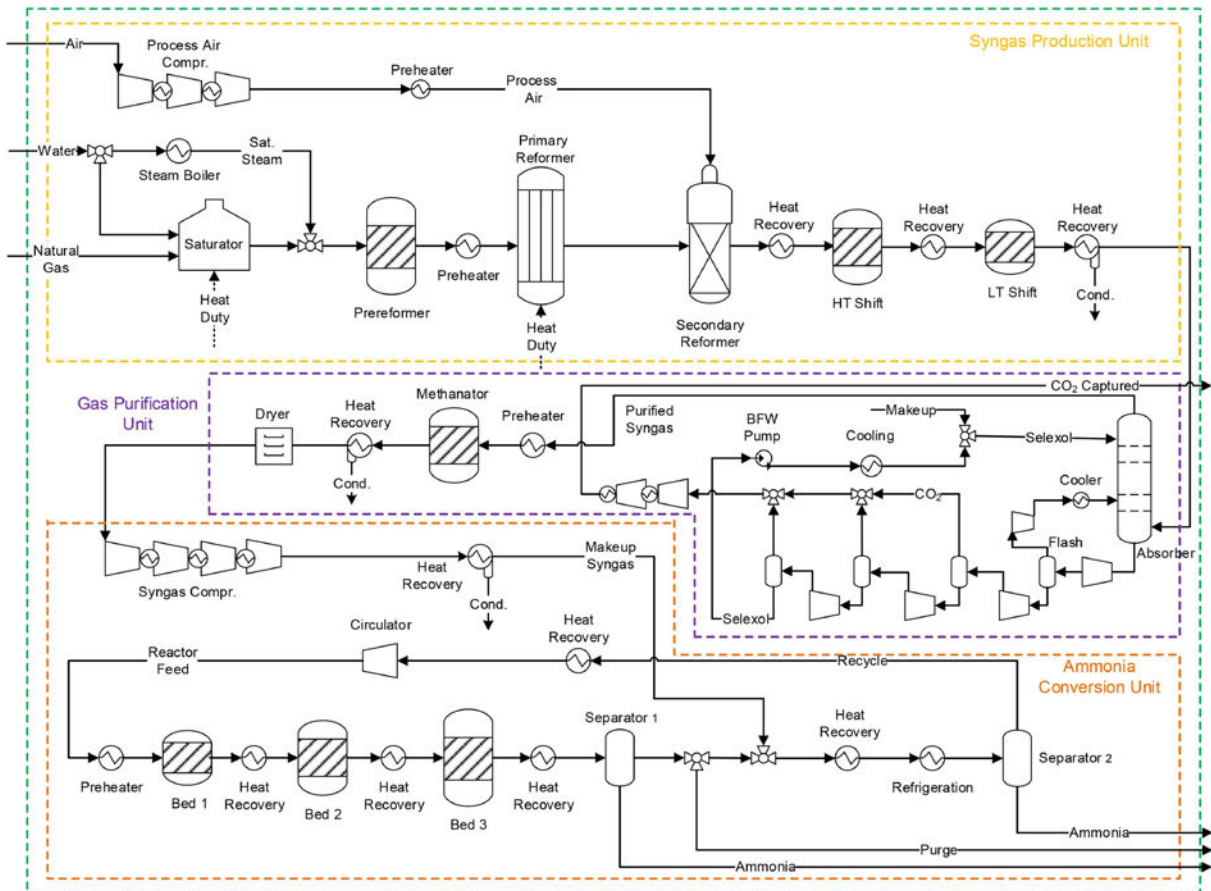 Syngas Production Unit
Air
Process Air
Compr.
Preheater
Process
Air
Water
Steam Boiler
Sat.
Steam
Primary
Reformer
Natural
Gas
Saturator
Heat
Duty
Prereformer
Preheater
Heat
Duty
Secondary
Reformer
Heat
Recovery
HT Shift
Heat
Recovery
LT Shift
Heat
Recovery
Cond.
Gas Purification
Unit
Dryer
Heat
Recovery
Cond.
Methanator
Preheater
Purified
Syngas
CO2 Captured
BFW
Pump
Cooling
Makeup
Selexol
Cooler
CO2
Flash
Absorber
Selexol
Syngas Compr.
Heat
Recovery
Cond.
Makeup
Syngas
Ammonia
Conversion Unit
Reactor
Feed
Circulator
Heat
Recovery
Recycle
Preheater
Bed 1
Heat
Recovery
Bed 2
Heat
Recovery
Bed 3
Heat
Recovery
Separator 1
Heat
Recovery
Refrigeration
Separator 2
Ammonia
Purge
Ammonia